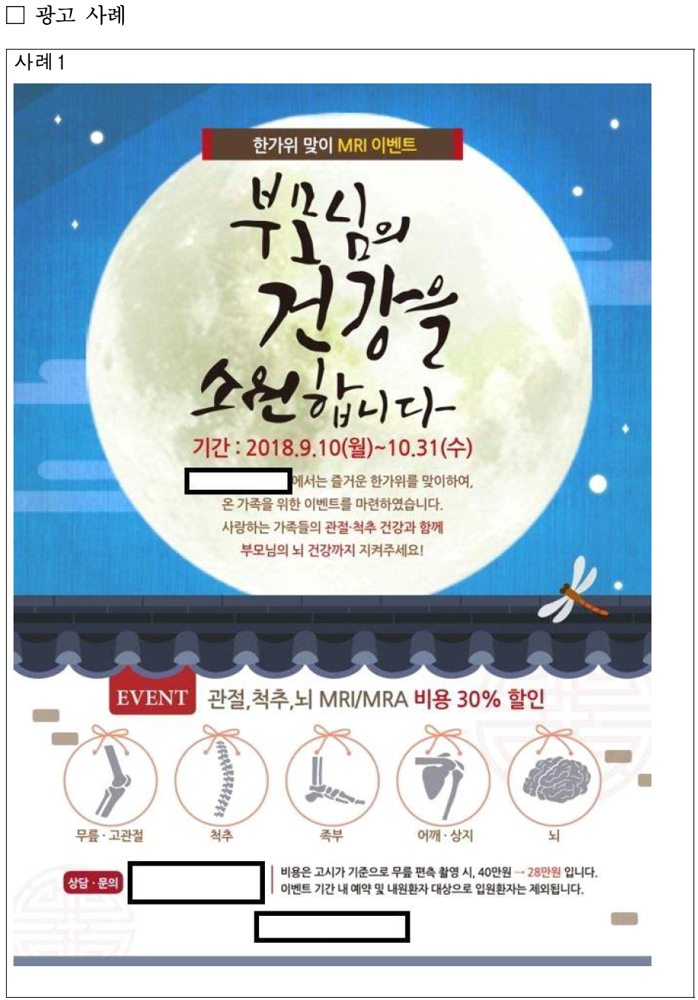 □ 광고 사례
사례1
한가위 맞이 MRI 이벤트
부모님의
건강을
소원합니다
기간 : 2018.9.10(월)~10.31(수)
에서는 즐거운 한가위를 맞이하여,
온 가족을 위한 이벤트를 마련하였습니다.
사랑하는 가족들의 관절·척추 건강과 함께
부모님의 뇌 건강까지 지켜주세요!
EVENT 관절,척추,뇌 MRI/MRA 비용 30% 할인
무릎·고관절 척추 족부 어깨·상지 뇌
상담·문의
비용은 고시가 기준으로 무릎 편측 촬영 시, 40만원 → 28만원 입니다.
이벤트 기간 내 예약 및 내원환자 대상으로 입원환자는 제외됩니다.